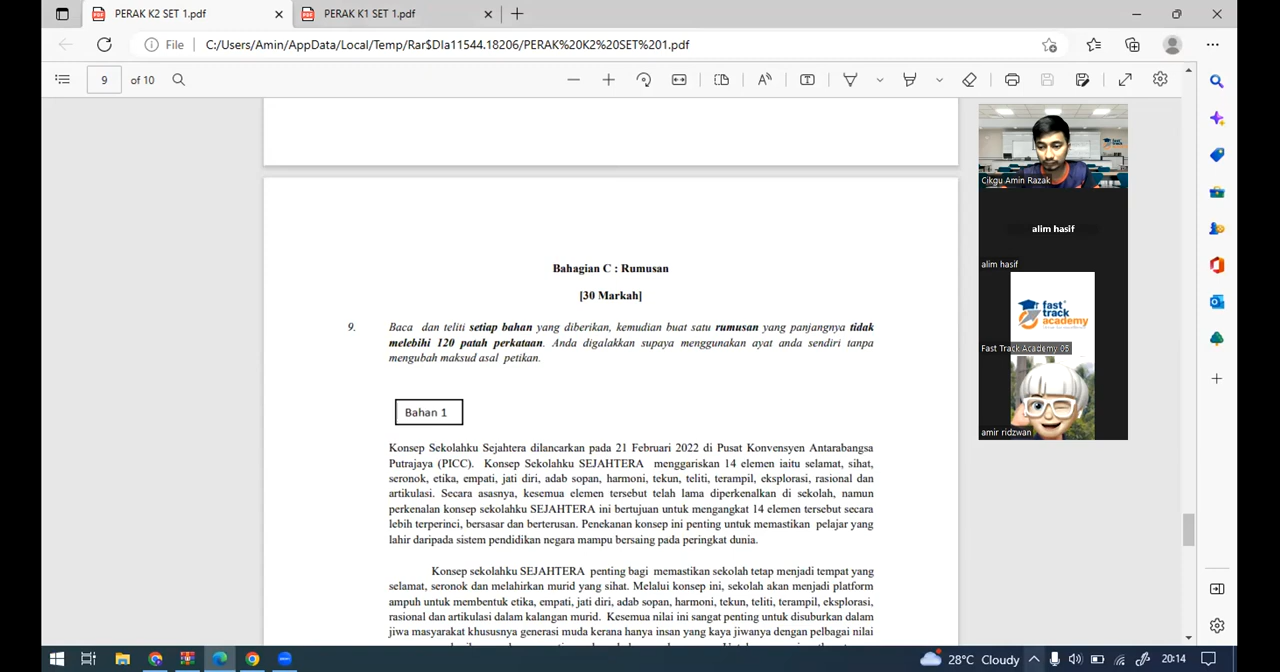 PERAK K2 SET 1.pdf
PERAK K1 SET 1.pdf
File
C:/Users/Amin/AppData/Local/Temp/Rar$DIa11544.18206/PERAK%20K2%20SET%201.pdf
9 of 10
Bahagian C : Rumusan
[30 Markah]
9. Baca dan teliti setiap bahan yang diberikan, kemudian buat satu rumusan yang panjangnya tidak
melebihi 120 patah perkataan. Anda digalakkan supaya menggunakan ayat anda sendiri tanpa
mengubah maksud asal petikan.
Bahan 1
Konsep Sekolahku Sejahtera dilancarkan pada 21 Februari 2022 di Pusat Konvensyen Antarabangsa
Putrajaya (PICC). Konsep Sekolahku SEJAHTERA menggariskan 14 elemen iaitu selamat, sihat,
seronok, etika, empati, jati diri, adab sopan, harmoni, tekun, teliti, terampil, eksplorasi, rasional dan
artikulasi. Secara asasnya, kesemua elemen tersebut telah lama diperkenalkan di sekolah, namun
perkenalan konsep sekolahku SEJAHTERA ini bertujuan untuk mengangkat 14 elemen tersebut secara
lebih terperinci, bersasar dan berterusan. Penekanan konsep ini penting untuk memastikan pelajar yang
lahir daripada sistem pendidikan negara mampu bersaing pada peringkat dunia.
Konsep sekolahku SEJAHTERA penting bagi memastikan sekolah tetap menjadi tempat yang
selamat, seronok dan melahirkan murid yang sihat. Melalui konsep ini, sekolah akan menjadi platform
ampuh untuk membentuk etika, empati, jati diri, adab sopan, harmoni, tekun, teliti, terampil, eksplorasi,
rasional dan artikulasi dalam kalangan murid. Kesemua nilai ini sangat penting untuk disuburkan dalam
jiwa masyarakat khususnya generasi muda kerana hanya insan yang kaya jiwanya dengan pelbagai nilai
Cikgu Amin Razak
alim hasif
alim hasif
fast
track
academy
Fast Track Academy 05
amir ridzwan
28°C Cloudy
20:14